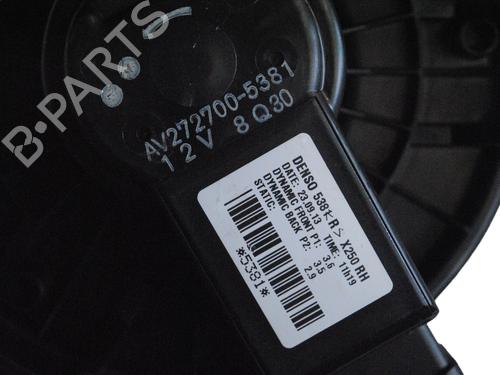 B-PARTS
AV272700-5381
12V 8Q30
DENSO 538 R X250 RH
DATE: 23.09.13 TIME: 11h19
DYNAMIC FRONT P1: 3.6
DYNAMIC BACK P2: 3.5
STATIC: 2.9
*5381*